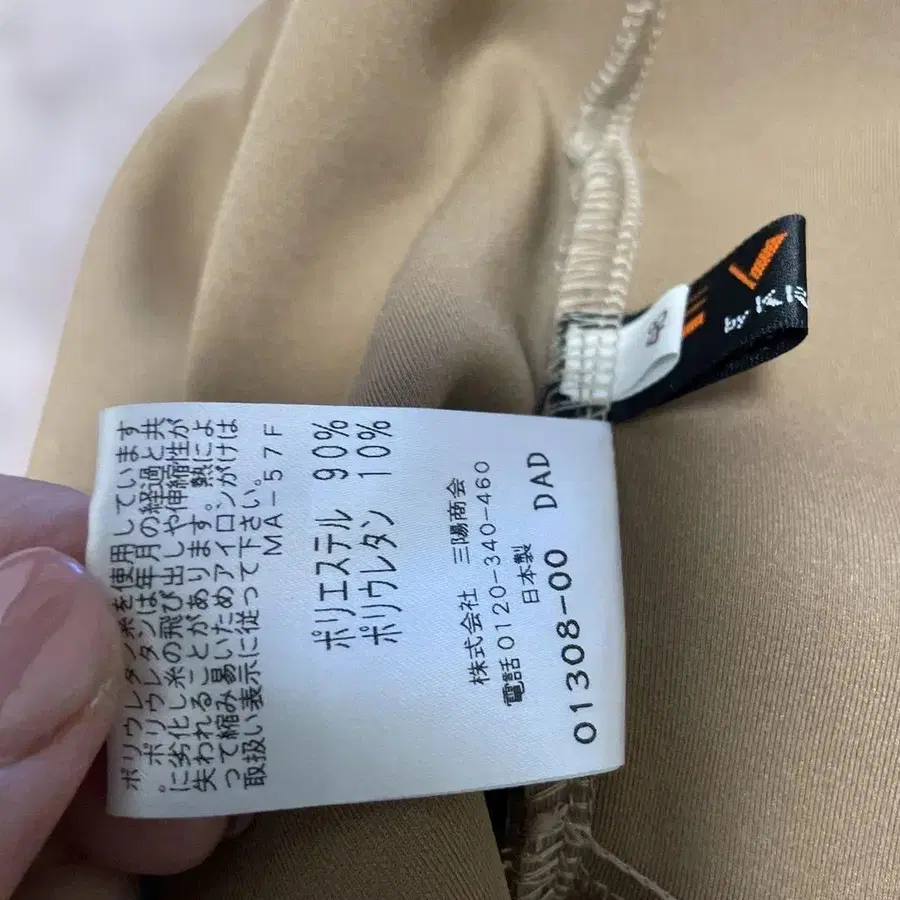 ポリウレタン糸を使用しています
。ポリウレタンは年月の経過と共
に劣化し糸の飛び出しや伸縮性が
失われることがあります。熱によ
って縮み易いためアイロンがけは
取扱い表示に従って下さい。
MA-57F
ポリエステル 90%
ポリウレタン 10%
株式会社 三陽商会
電話0120-340-460
日本製
01308-00 DAD
by